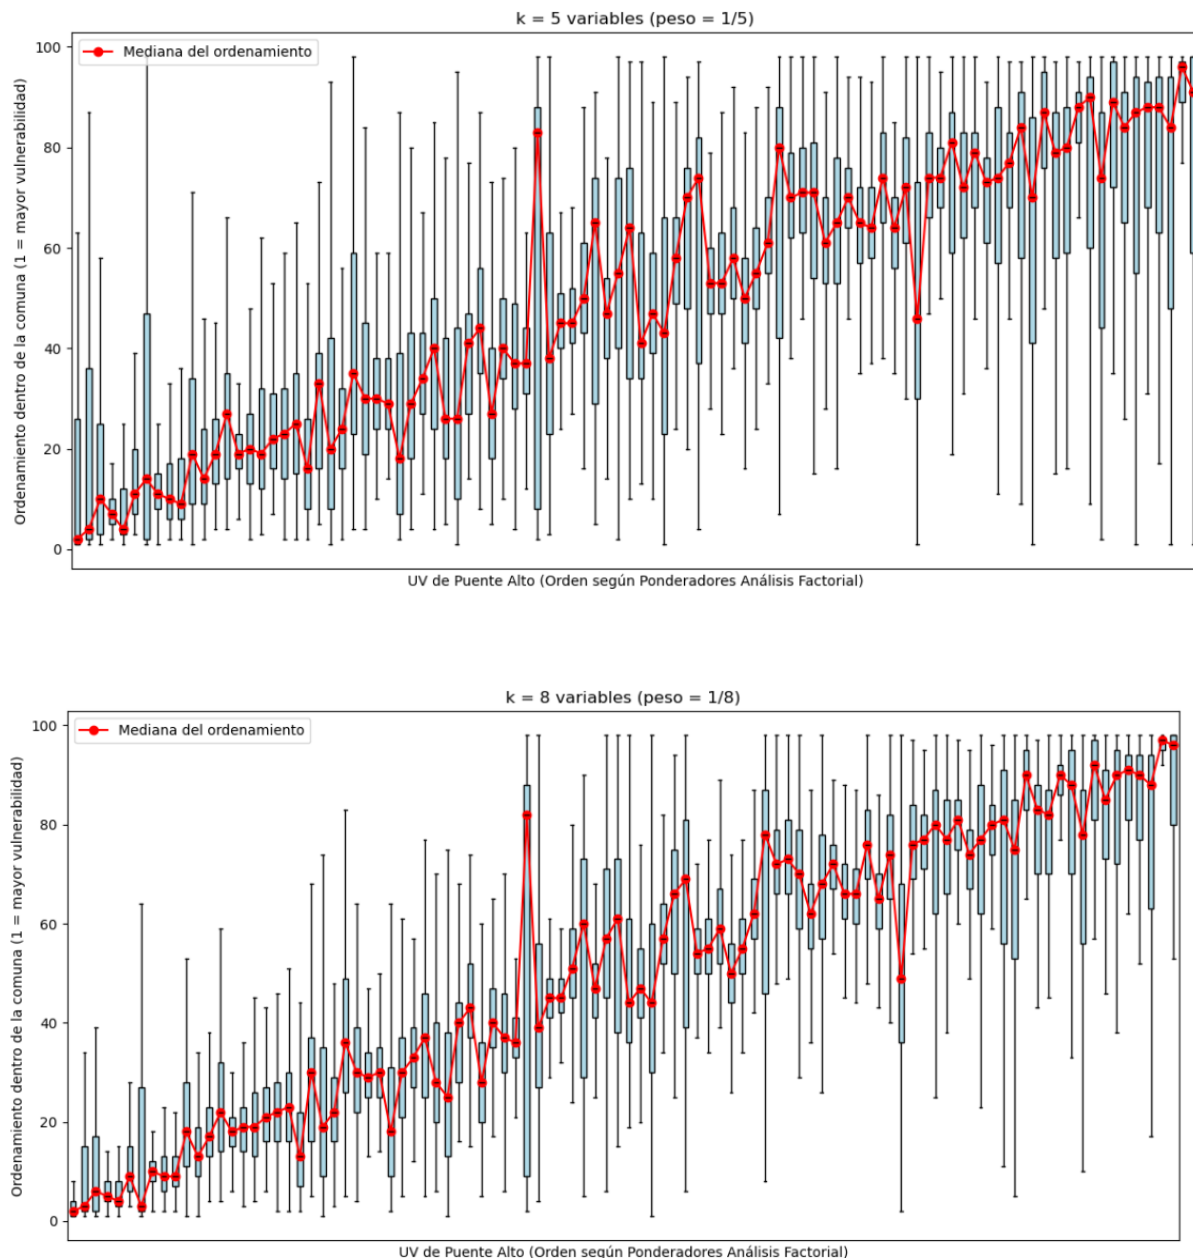 k = 5 variables (peso = 1/5)
Mediana del ordenamiento
Ordenamiento dentro de la comuna (1 = mayor vulnerabilidad)
100
80
60
40
20
0
UV de Puente Alto (Orden según Ponderadores Análisis Factorial)
k = 8 variables (peso = 1/8)
Mediana del ordenamiento
Ordenamiento dentro de la comuna (1 = mayor vulnerabilidad)
100
80
60
40
20
0
UV de Puente Alto (Orden según Ponderadores Análisis Factorial)